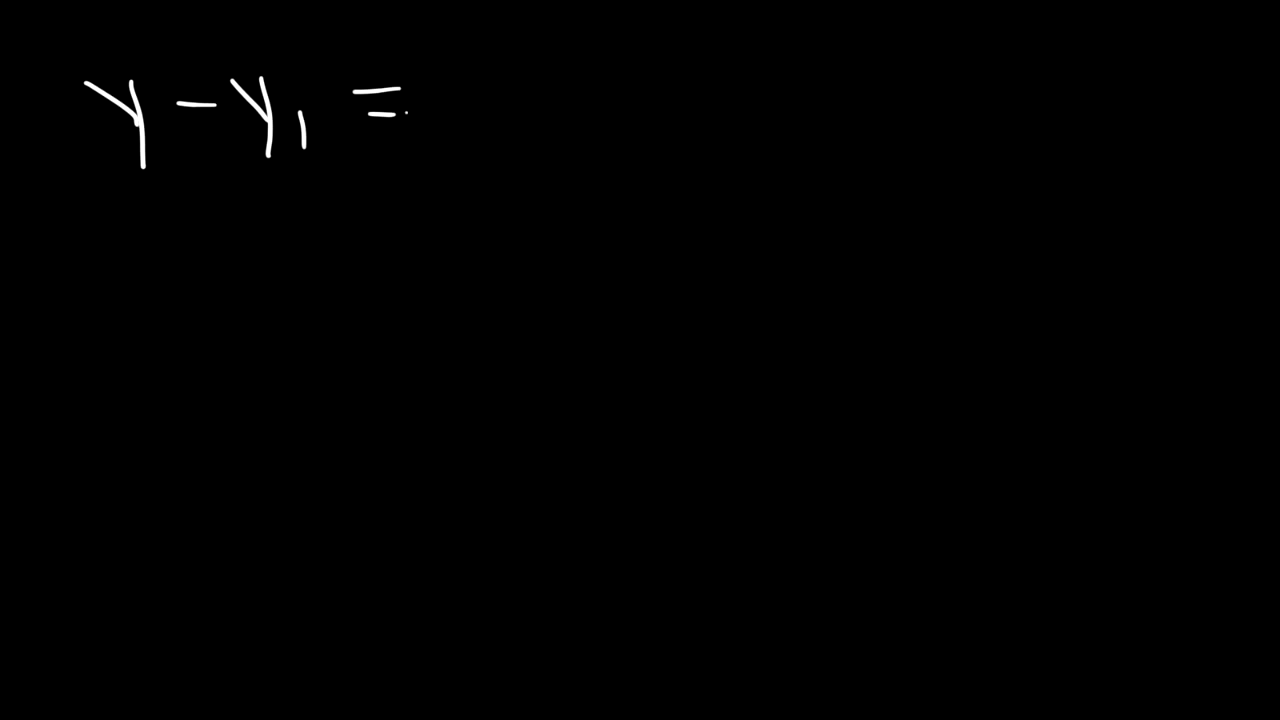 y - y₁ =